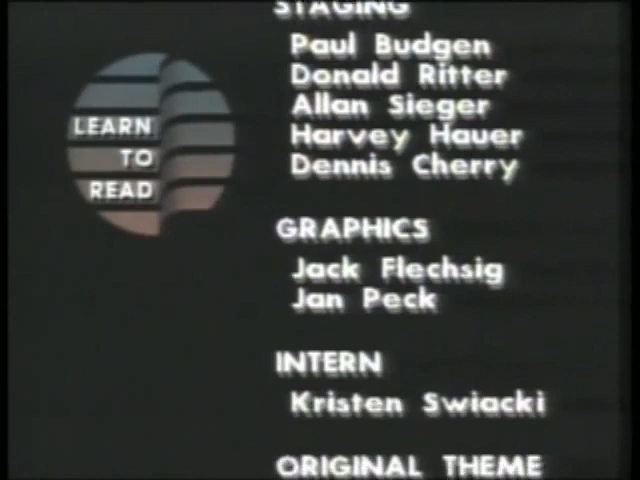 STAGING
Paul Budgen
Donald Ritter
Allan Sieger
Harvey Hauer
Dennis Cherry
LEARN
TO
READ
GRAPHICS
Jack Flechsig
Jan Peck
INTERN
Kristen Swiacki
ORIGINAL THEME